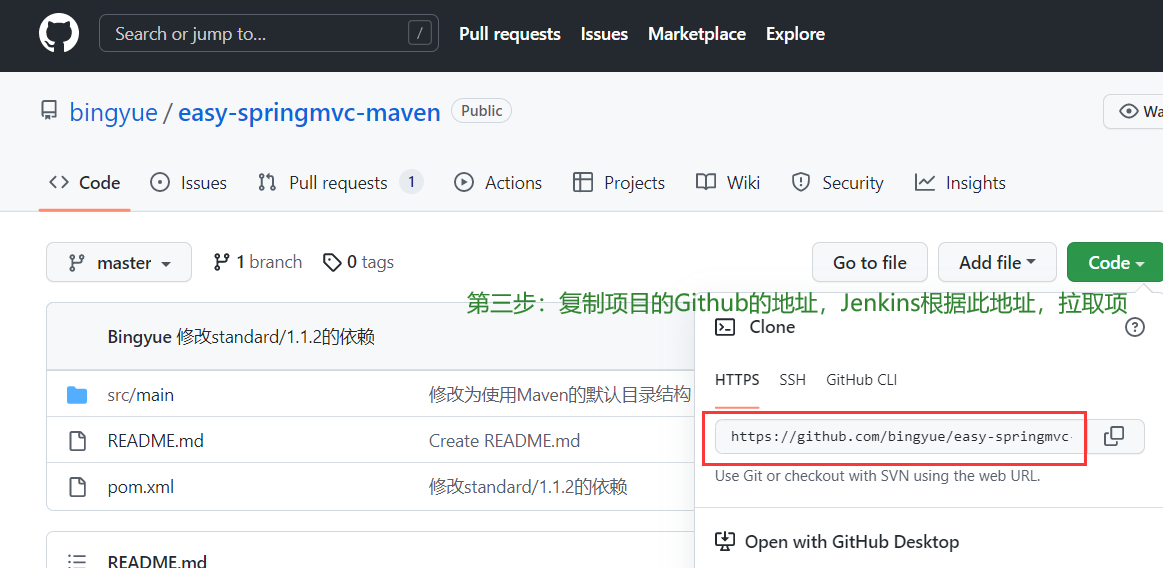 Search or jump to... /
Pull requests Issues Marketplace Explore
bingyue / easy-springmvc-maven Public
Wa
Code Issues Pull requests 1 Actions Projects Wiki Security Insights
master 1 branch 0 tags Go to file Add file Code
第三步：复制项目的Github的地址，Jenkins根据此地址，拉取项
Bingyue 修改standard/1.1.2的依赖
Clone
src/main 修改为使用Maven的默认目录结构
HTTPS SSH GitHub CLI
README.md Create README.md
https://github.com/bingyue/easy-springmvc-
pom.xml 修改standard/1.1.2的依赖
Use Git or checkout with SVN using the web URL.
Open with GitHub Desktop
README.md